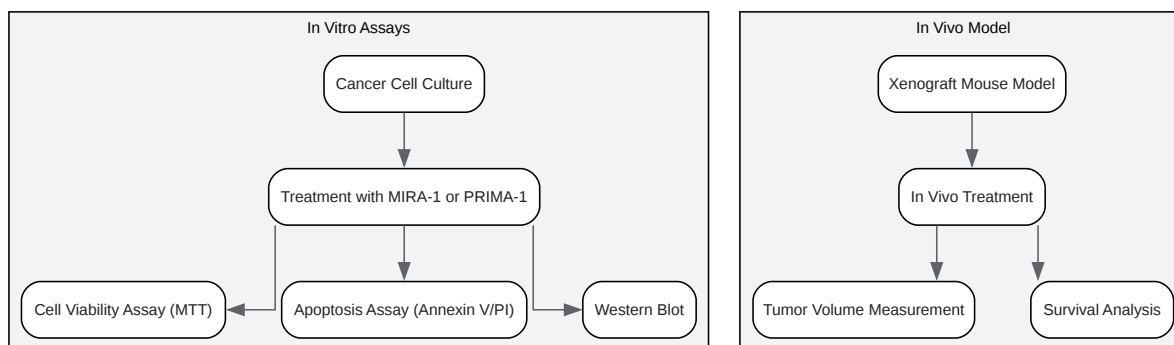 In Vitro Assays
Cancer Cell Culture
Treatment with MIRA-1 or PRIMA-1
Cell Viability Assay (MTT)
Apoptosis Assay (Annexin V/PI)
Western Blot
In Vivo Model
Xenograft Mouse Model
In Vivo Treatment
Tumor Volume Measurement
Survival Analysis